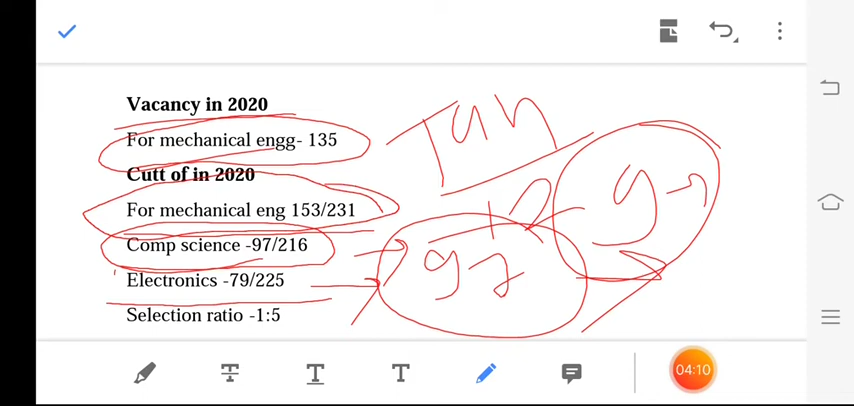 Vacancy in 2020
For mechanical engg- 135
Cutt of in 2020
For mechanical eng 153/231
Comp science -97/216
Electronics -79/225
Selection ratio -1:5
97
T T T
04:10